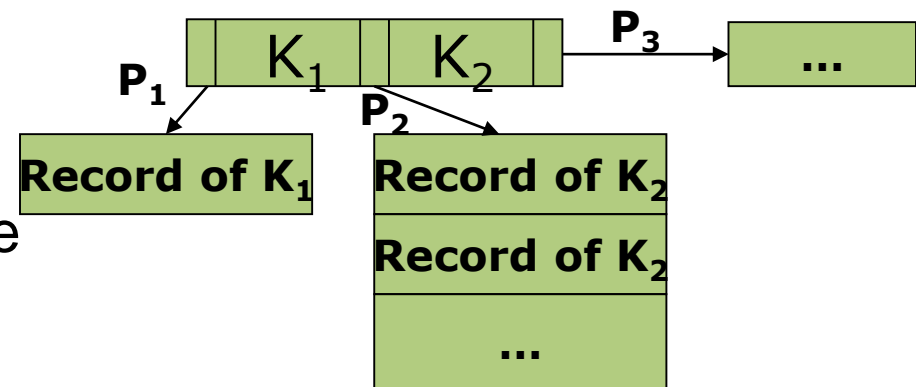 K₁ K₂ P₃ ...
P₁
P₂
Record of K₁ Record of K₂
e
Record of K₂
...